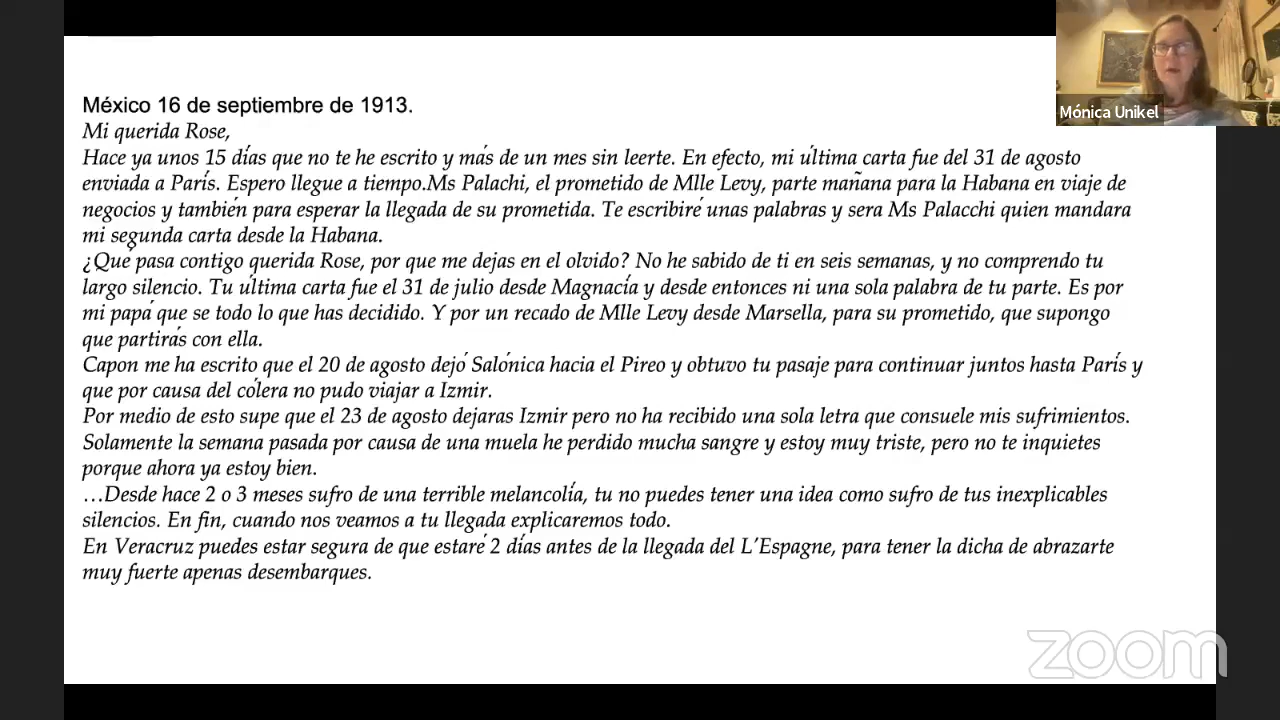 México 16 de septiembre de 1913.
Mi querida Rose,
Hace ya unos 15 días que no te he escrito y más de un mes sin leerte. En efecto, mi última carta fue del 31 de agosto
enviada a París. Espero llegue a tiempo.Ms Palachi, el prometido de Mlle Levy, parte mañana para la Habana en viaje de
negocios y también para esperar la llegada de su prometida. Te escribiré unas palabras y sera Ms Palacchi quien mandara
mi segunda carta desde la Habana.
¿Qué pasa contigo querida Rose, por que me dejas en el olvido? No he sabido de ti en seis semanas, y no comprendo tu
largo silencio. Tu última carta fue el 31 de julio desde Magnacía y desde entonces ni una sola palabra de tu parte. Es por
mi papá que se todo lo que has decidido. Y por un recado de Mlle Levy desde Marsella, para su prometido, que supongo
que partirás con ella.
Capon me ha escrito que el 20 de agosto dejó Salónica hacia el Pireo y obtuvo tu pasaje para continuar juntos hasta París y
que por causa del cólera no pudo viajar a Izmir.
Por medio de esto supe que el 23 de agosto dejaras Izmir pero no ha recibido una sola letra que consuele mis sufrimientos.
Solamente la semana pasada por causa de una muela he perdido mucha sangre y estoy muy triste, pero no te inquietes
porque ahora ya estoy bien.
…Desde hace 2 o 3 meses sufro de una terrible melancolía, tu no puedes tener una idea como sufro de tus inexplicables
silencios. En fin, cuando nos veamos a tu llegada explicaremos todo.
En Veracruz puedes estar segura de que estaré 2 días antes de la llegada del L'Espagne, para tener la dicha de abrazarte
muy fuerte apenas desembarques.
Mónica Unikel
zoom